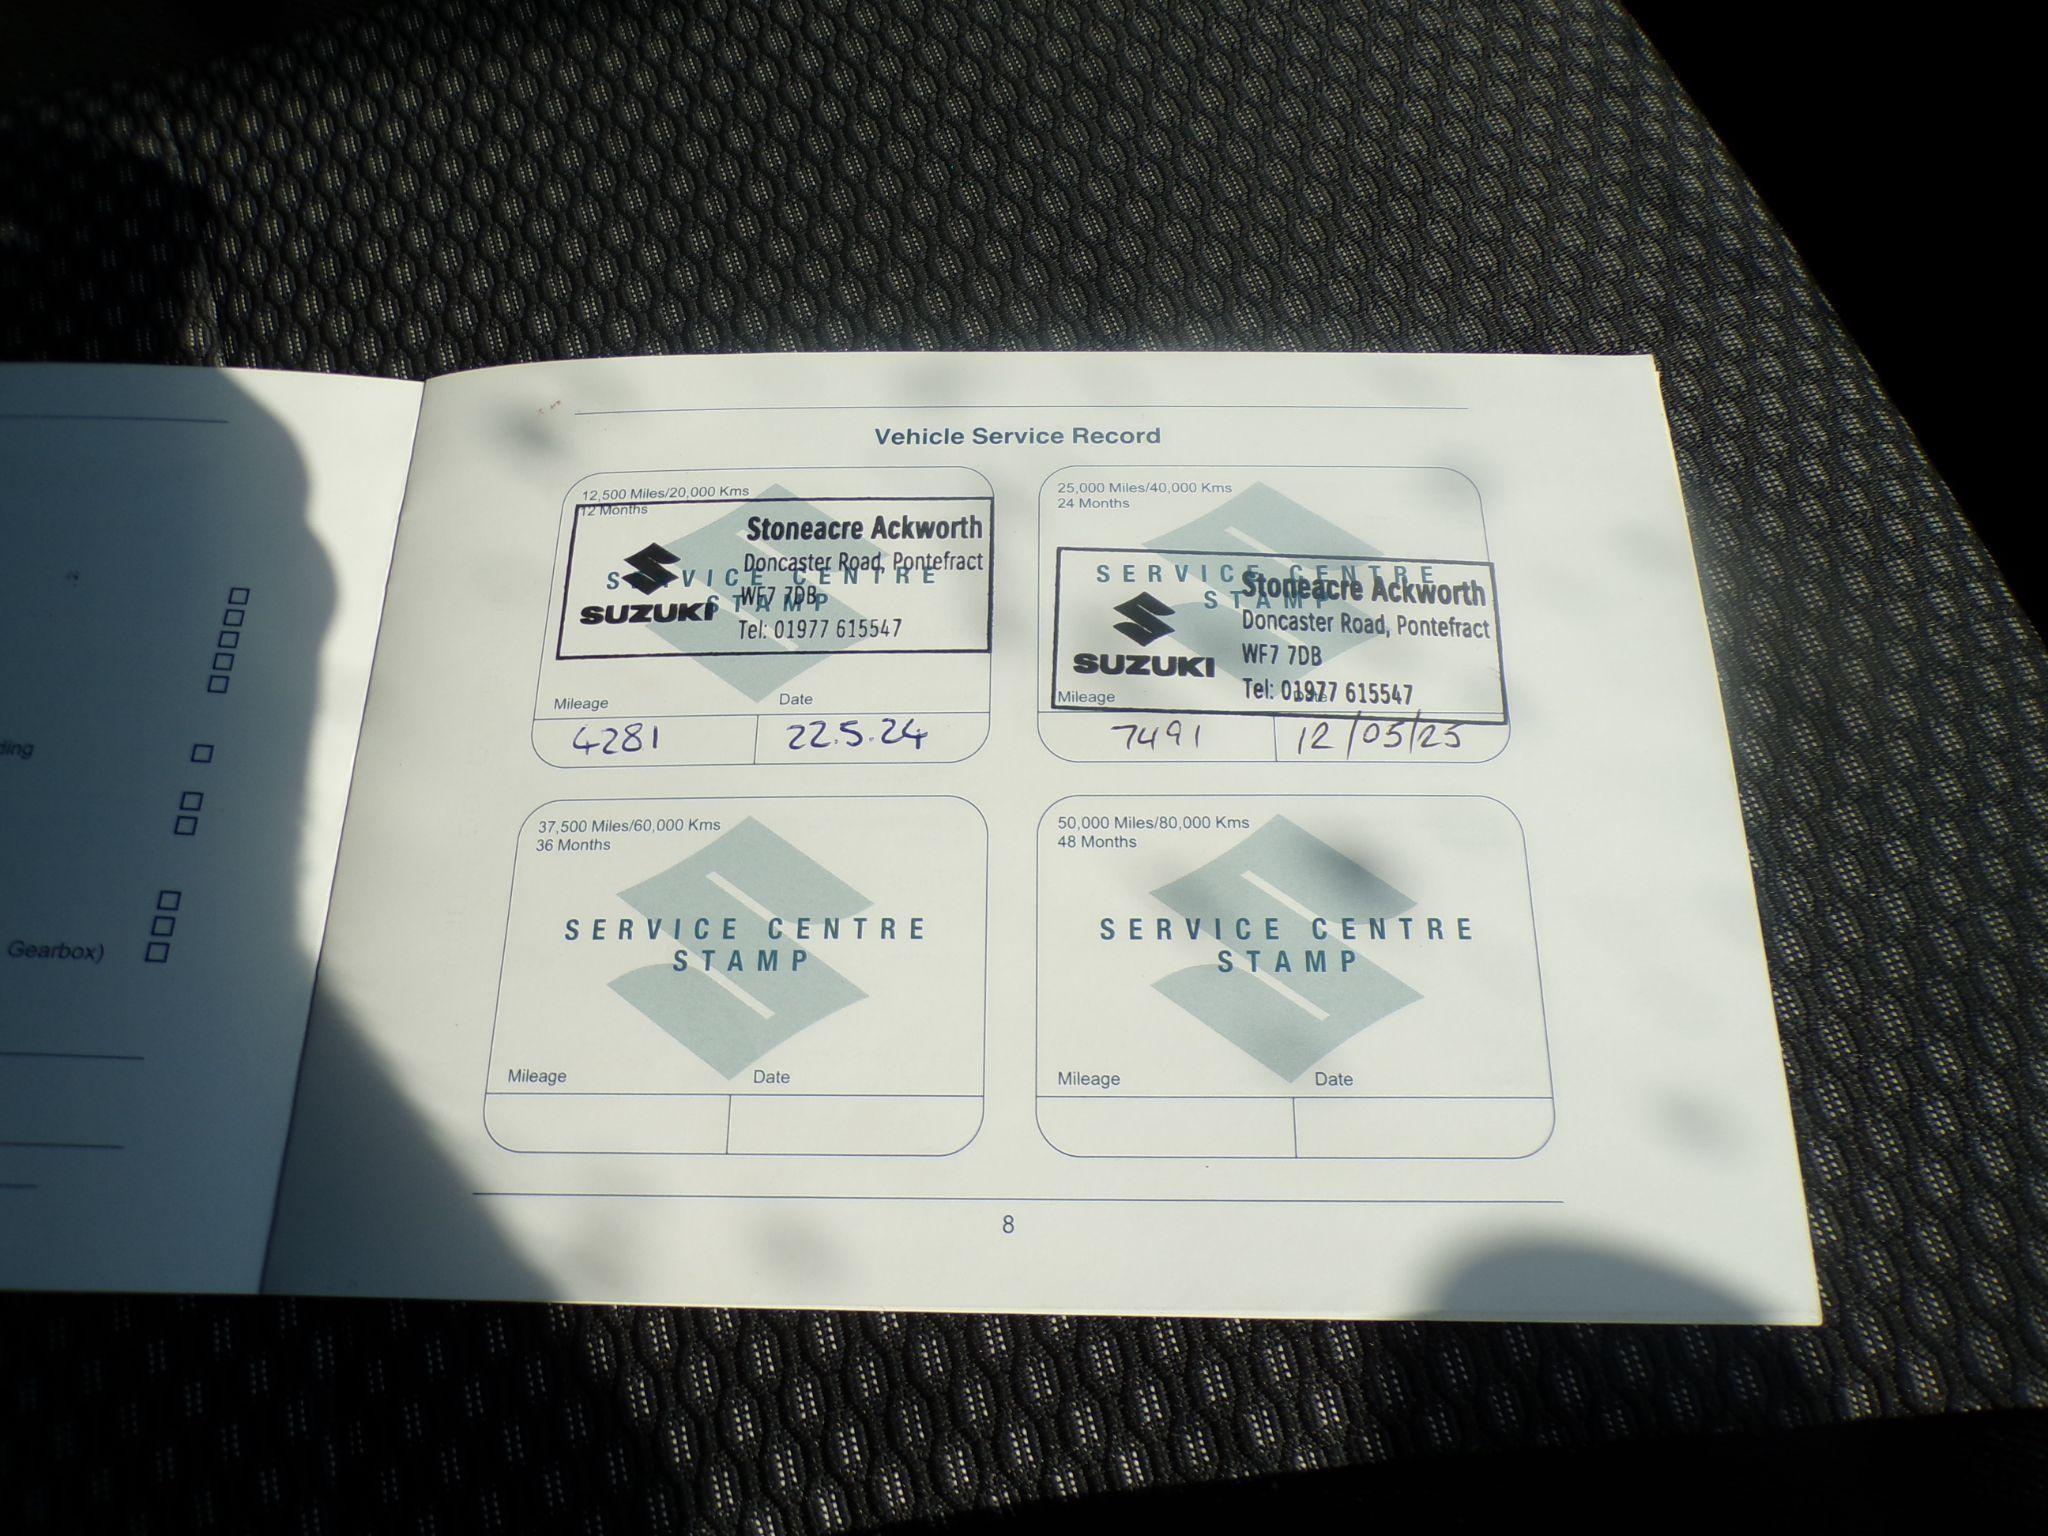 ding
Gearbox)
Vehicle Service Record
12,500 Miles/20,000 Kms
12 Months
Stoneacre Ackworth
Doncaster Road, Pontefract
WF7 7DB
Tel: 01977 615547
SUZUKI
SERVICE CENTRE
STAMP
Mileage
Date
4281
22.5.24
25,000 Miles/40,000 Kms
24 Months
SERVICE CENTRE
STAMP
Stoneacre Ackworth
Doncaster Road, Pontefract
WF7 7DB
Tel: 01977 615547
SUZUKI
Mileage
Date
7491
12/05/25
37,500 Miles/60,000 Kms
36 Months
SERVICE CENTRE
STAMP
Mileage
Date
50,000 Miles/80,000 Kms
48 Months
SERVICE CENTRE
STAMP
Mileage
Date
8